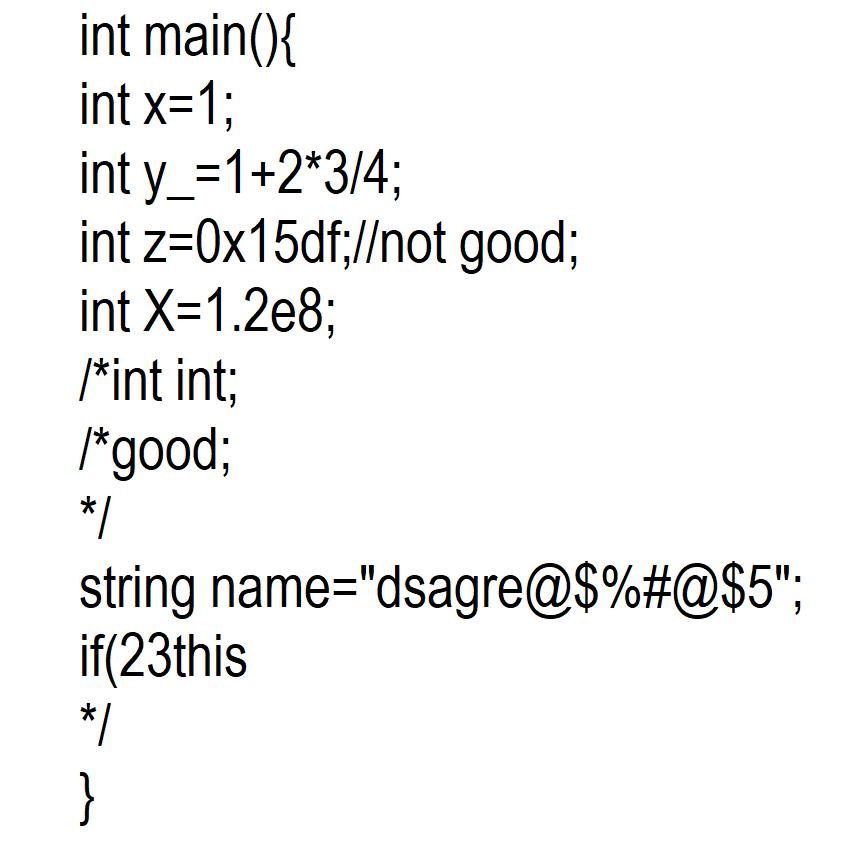 int main(){
int x=1;
int y_=1+2*3/4;
int z=0x15df;//not good;
int X=1.2e8;
/*int int;
/*good;
*/
string name="dsagre@$%#@$5";
if(23this
*/
}